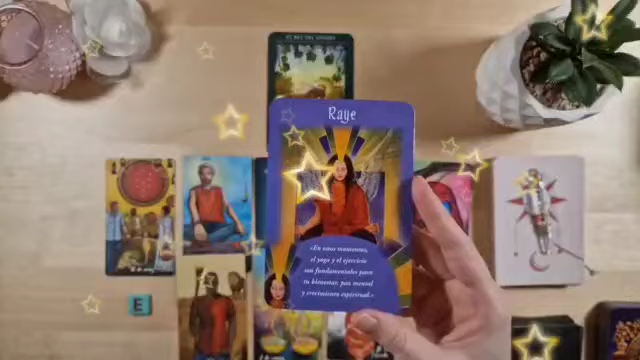 Raye
«En estos momentos,
el yoga y el ejercicio
son fundamentales para
tu bienestar, paz mental
y crecimiento espiritual.»
E